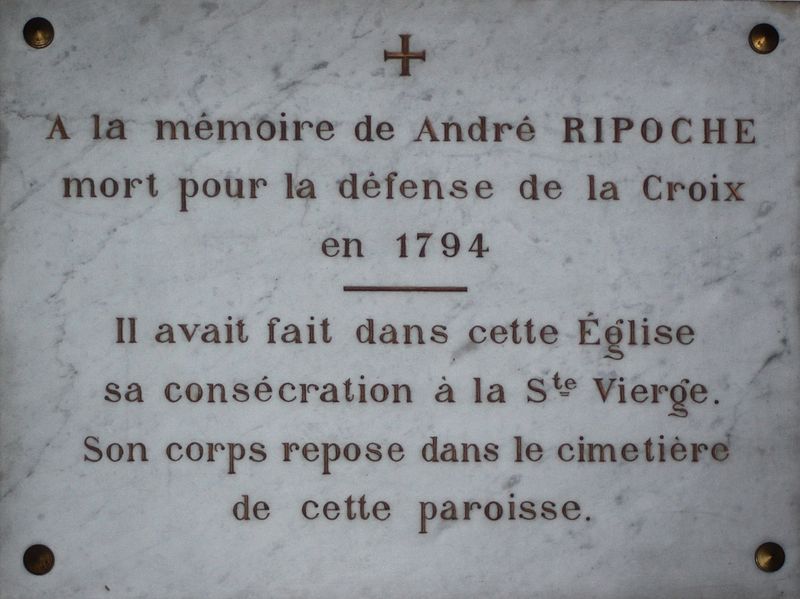 A la mémoire de André RIPOCHE
mort pour la défense de la Croix
en 1794
Il avait fait dans cette Église
sa consécration à la Ste Vierge.
Son corps repose dans le cimetière
de cette paroisse.